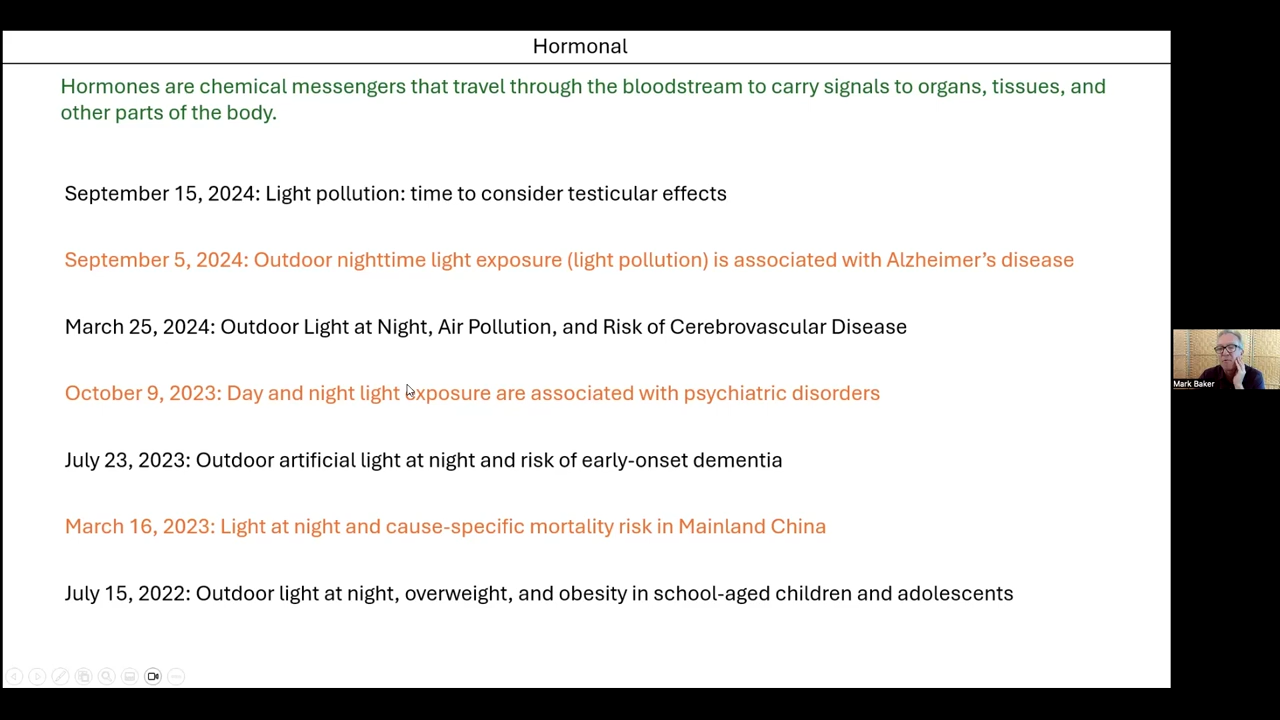 Hormonal
Hormones are chemical messengers that travel through the bloodstream to carry signals to organs, tissues, and
other parts of the body.
September 15, 2024: Light pollution: time to consider testicular effects
September 5, 2024: Outdoor nighttime light exposure (light pollution) is associated with Alzheimer’s disease
March 25, 2024: Outdoor Light at Night, Air Pollution, and Risk of Cerebrovascular Disease
October 9, 2023: Day and night light exposure are associated with psychiatric disorders
Mark Baker
July 23, 2023: Outdoor artificial light at night and risk of early-onset dementia
March 16, 2023: Light at night and cause-specific mortality risk in Mainland China
July 15, 2022: Outdoor light at night, overweight, and obesity in school-aged children and adolescents